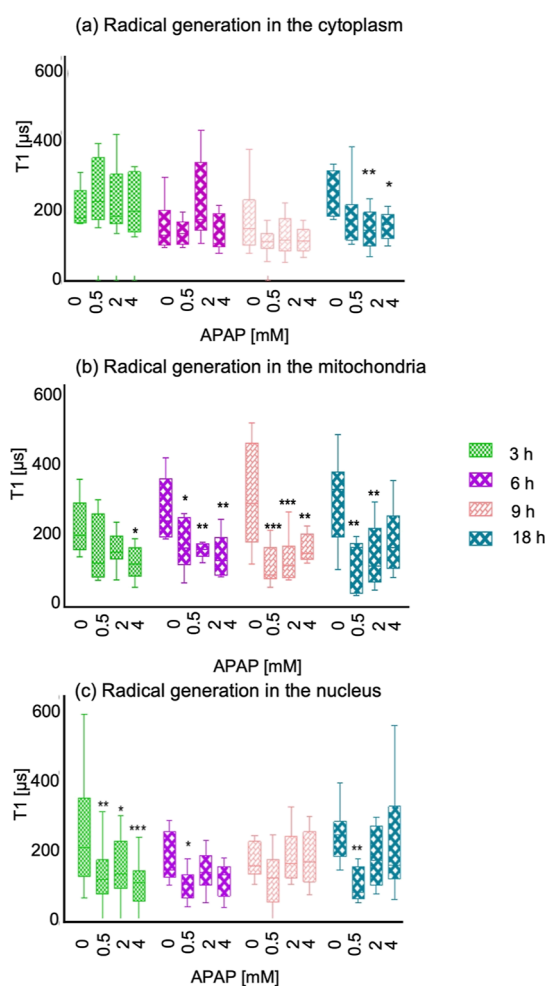 (a) Radical generation in the cytoplasm
600
400
200
0
T1 [µs]
** *
0 0.5 2 4 0 0.5 2 4 0 0.5 2 4 0 0.5 2 4
APAP [mM]
(b) Radical generation in the mitochondria
600
400
200
0
T1 [µs]
* * ** ** *** *** ** ** **
0 0.5 2 4 0 0.5 2 4 0 0.5 2 4 0 0.5 2 4
APAP [mM]
3 h
6 h
9 h
18 h
(c) Radical generation in the nucleus
600
400
200
0
T1 [µs]
** * *** * **
0 0.5 2 4 0 0.5 2 4 0 0.5 2 4 0 0.5 2 4
APAP [mM]